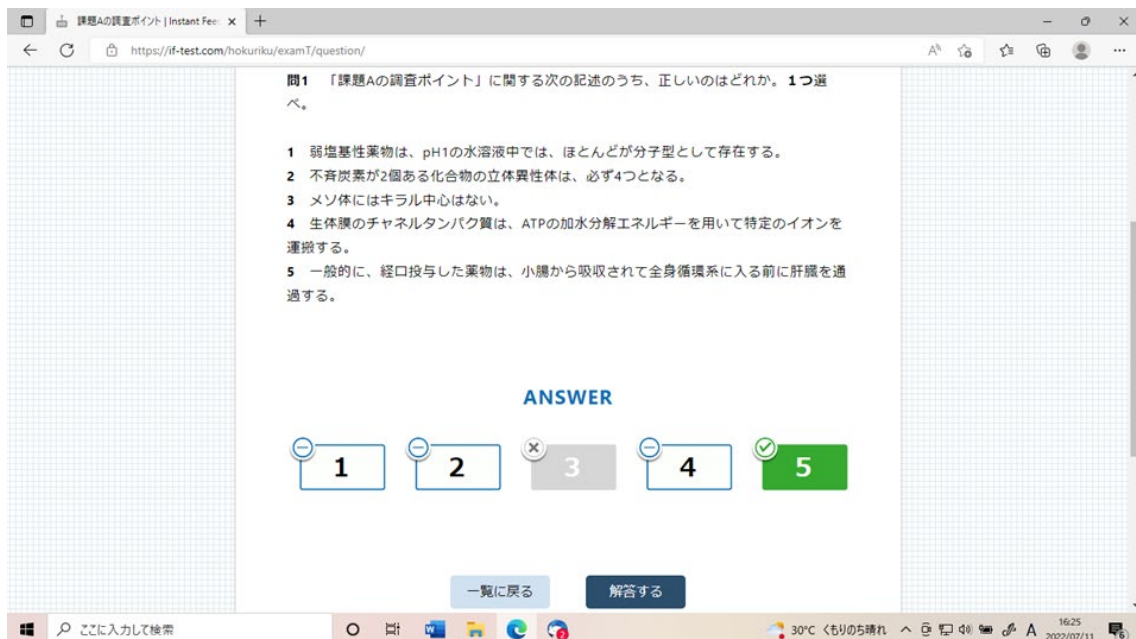 課題Aの調査ポイント | Instant Fee
https://if-test.com/hokuriku/examT/question/
問1 「課題Aの調査ポイント」に関する次の記述のうち、正しいのはどれか。1つ選
べ。
1 弱塩基性薬物は、pH1の水溶液中では、ほとんどが分子型として存在する。
2 不斉炭素が2個ある化合物の立体異性体は、必ず4つとなる。
3 メソ体にはキラル中心はない。
4 生体膜のチャネルタンパク質は、ATPの加水分解エネルギーを用いて特定のイオンを
運搬する。
5 一般的に、経口投与した薬物は、小腸から吸収されて全身循環系に入る前に肝臓を通
過する。
ANSWER
1 2 3 4 5
一覧に戻る 解答する
ここに入力して検索
30°C くもりのち晴れ
A
16:25
2022/07/11